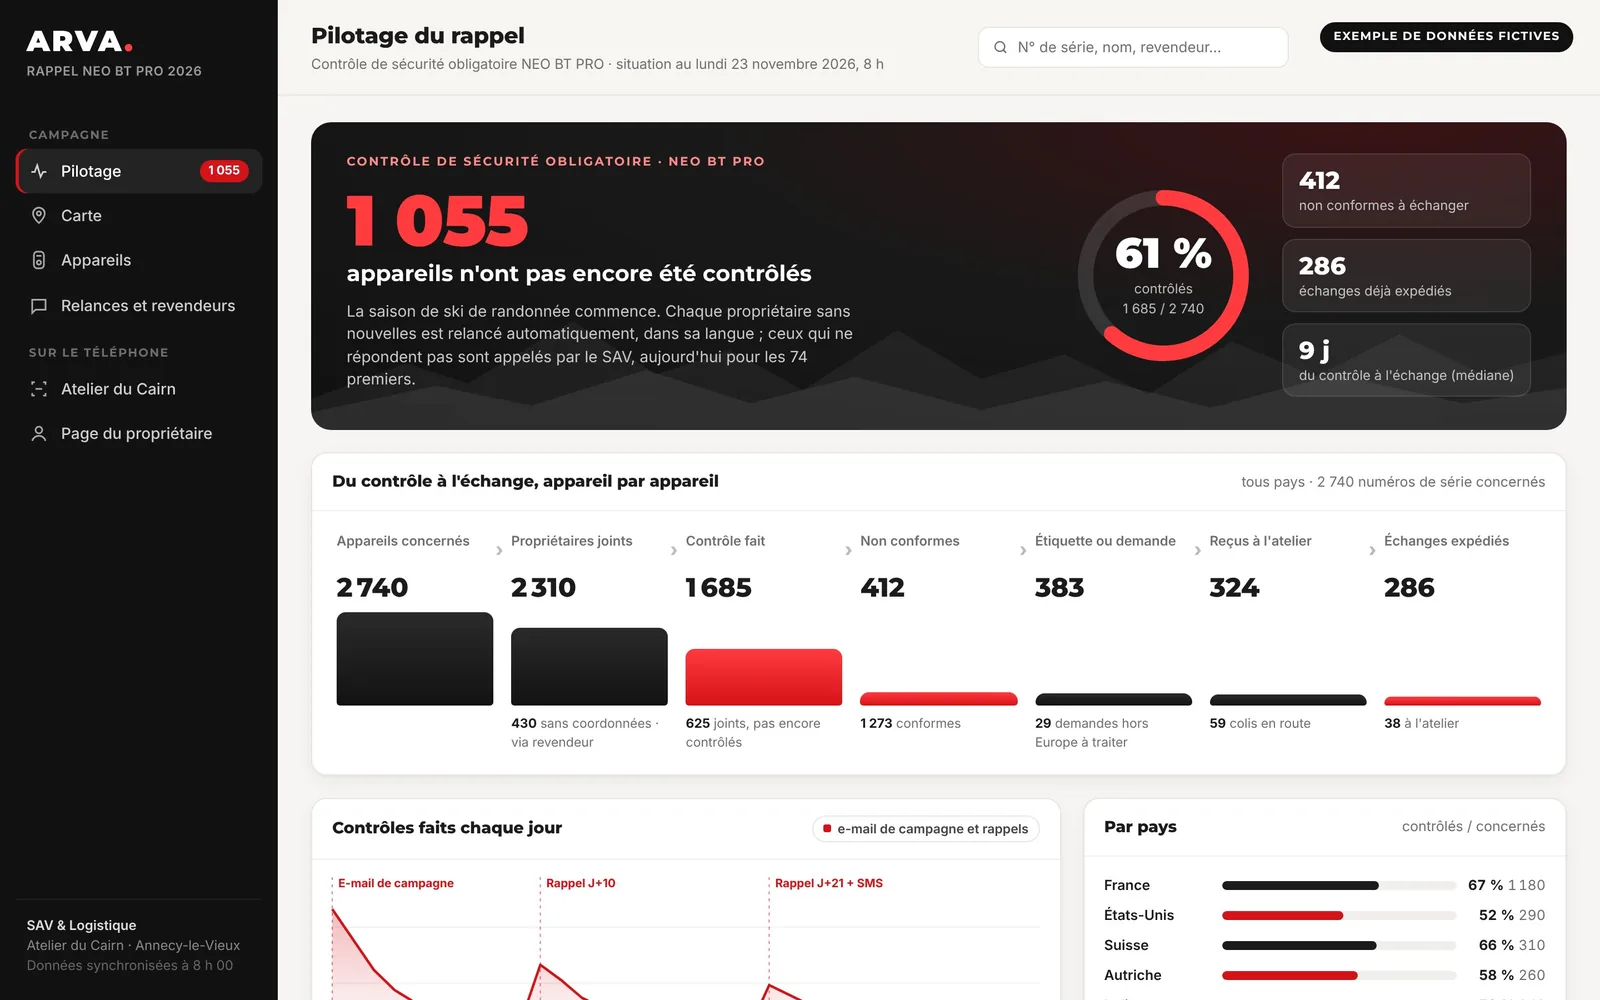 ARVA.
RAPPEL NEO BT PRO 2026
CAMPAGNE
Pilotage
1 055
Carte
Appareils
Relances et revendeurs
SUR LE TÉLÉPHONE
Atelier du Cairn
Page du propriétaire
SAV & Logistique
Atelier du Cairn · Annecy-le-Vieux
Données synchronisées à 8 h 00
Pilotage du rappel
Contrôle de sécurité obligatoire NEO BT PRO · situation au lundi 23 novembre 2026, 8 h
N° de série, nom, revendeur...
EXEMPLE DE DONNÉES FICTIVES
CONTRÔLE DE SÉCURITÉ OBLIGATOIRE · NEO BT PRO
1 055
appareils n'ont pas encore été contrôlés
La saison de ski de randonnée commence. Chaque propriétaire sans
nouvelles est relancé automatiquement, dans sa langue ; ceux qui ne
répondent pas sont appelés par le SAV, aujourd'hui pour les 74
premiers.
61 %
contrôlés
1 685 / 2 740
412
non conformes à échanger
286
échanges déjà expédiés
9 j
du contrôle à l'échange (médiane)
Du contrôle à l'échange, appareil par appareil
tous pays · 2 740 numéros de série concernés
Appareils concernés
2 740
Propriétaires joints
2 310
430 sans coordonnées ·
via revendeur
Contrôle fait
1 685
625 joints, pas encore
contrôlés
Non conformes
412
1 273 conformes
Étiquette ou demande
383
29 demandes hors
Europe à traiter
Reçus à l'atelier
324
59 colis en route
Échanges expédiés
286
38 à l'atelier
Contrôles faits chaque jour
e-mail de campagne et rappels
E-mail de campagne
Rappel J+10
Rappel J+21 + SMS
Par pays
contrôlés / concernés
France 67 % 1 180
États-Unis 52 % 290
Suisse 66 % 310
Autriche 58 % 260